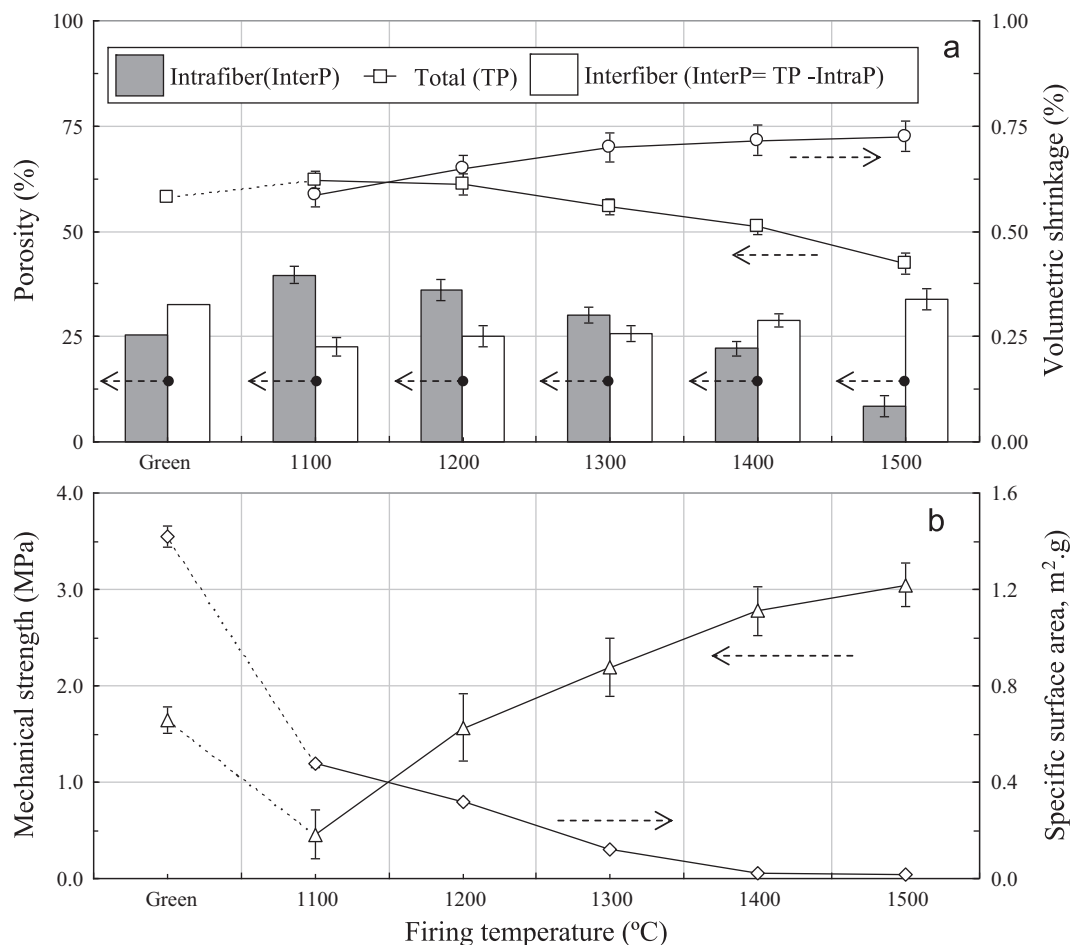 100
1.00
a
Intrafiber(InterP)
Total (TP)
Interfiber (InterP= TP -IntraP)
75
0.75
50
0.50
25
0.25
0
0.00
Porosity (%)
Volumetric shrinkage (%)
Green 1100 1200 1300 1400 1500
4.0
1.6
b
3.0
1.2
2.0
0.8
1.0
0.4
0.0
0.0
Mechanical strength (MPa)
Specific surface area, m².g
Green 1100 1200 1300 1400 1500
Firing temperature (ºC)